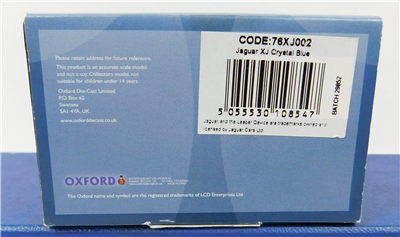 CODE:76XJ002
Jaguar XJ Crystal Blue
5 055530 108547
BATCH 29852
Jaguar and the Leaper Device are trademarks owned and
licensed by Jaguar Cars Ltd
Please retain address for future reference.
This product is an accurate scale model
and not a toy. Collectors model, not
suitable for children under 14 years.
Oxford Die-Cast Limited
P.O. Box 62
Swansea
SA1 4YA, UK
www.oxforddiecast.co.uk
OXFORD
The Oxford name and symbol are the registered trademarks of LCD Enterprises Ltd